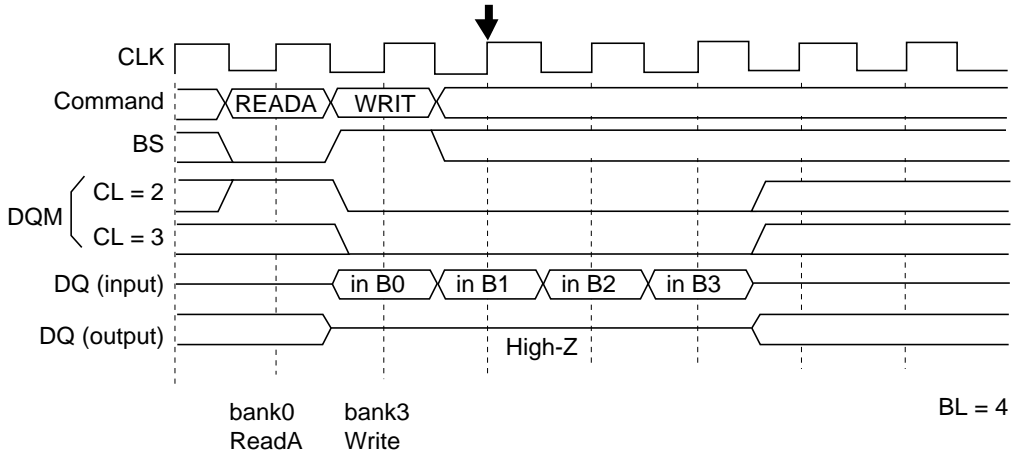 CLK
Command READA WRIT
BS
DQM
CL = 2
CL = 3
DQ (input) in B0 in B1 in B2 in B3
DQ (output) High-Z
bank0 bank3 BL = 4
ReadA Write